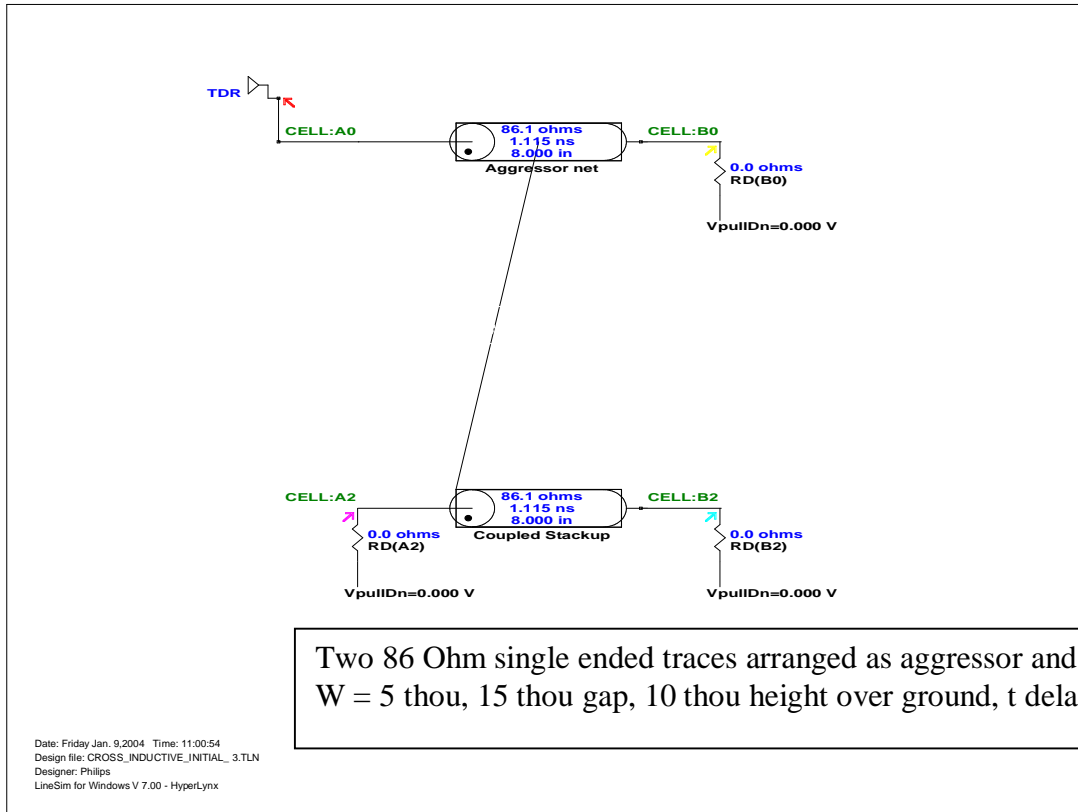 TDR
CELL:A0
86.1 ohms
1.115 ns
8.000 in
Aggressor net
CELL:B0
0.0 ohms
RD(B0)
VpullDn=0.000 V
CELL:A2
86.1 ohms
1.115 ns
8.000 in
Coupled Stackup
CELL:B2
0.0 ohms
RD(A2)
VpullDn=0.000 V
0.0 ohms
RD(B2)
VpullDn=0.000 V
Two 86 Ohm single ended traces arranged as aggressor and
W = 5 thou, 15 thou gap, 10 thou height over ground, t dela
Date: Friday Jan. 9,2004 Time: 11:00:54
Design file: CROSS_INDUCTIVE_INITIAL_ 3.TLN
Designer: Philips
LineSim for Windows V 7.00 - HyperLynx